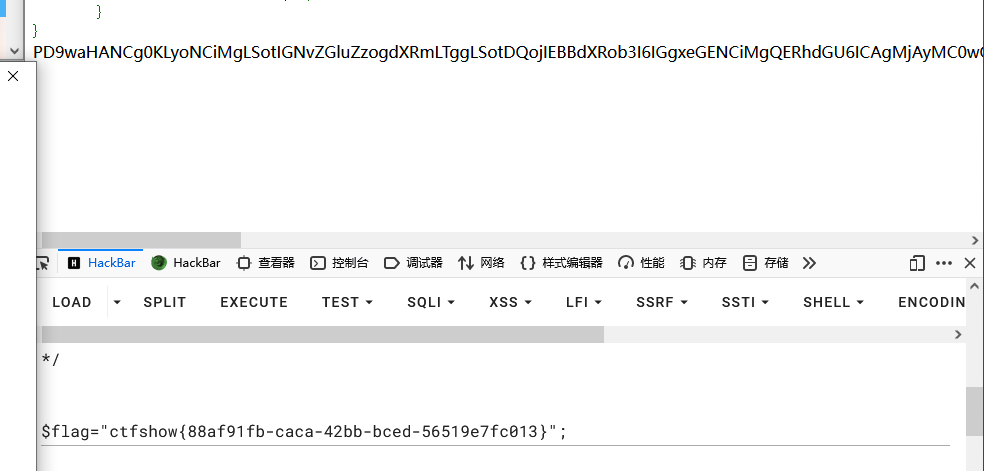 }
}
PD9waHANCg0KLyoNCiMgLSotIGNvZGluZzogdXRmLTggLSotDQojIEBBdXRob3I6IGgxeGENCiMgQERhdGU6ICAgMjAyMC0wO
HackBar HackBar 查看器 控制台 调试器 网络 样式编辑器 性能 内存 存储
LOAD SPLIT EXECUTE TEST SQLI XSS LFI SSRF SSTI SHELL ENCODIN
*/
$flag="ctfshow{88af91fb-caca-42bb-bced-56519e7fc013}";